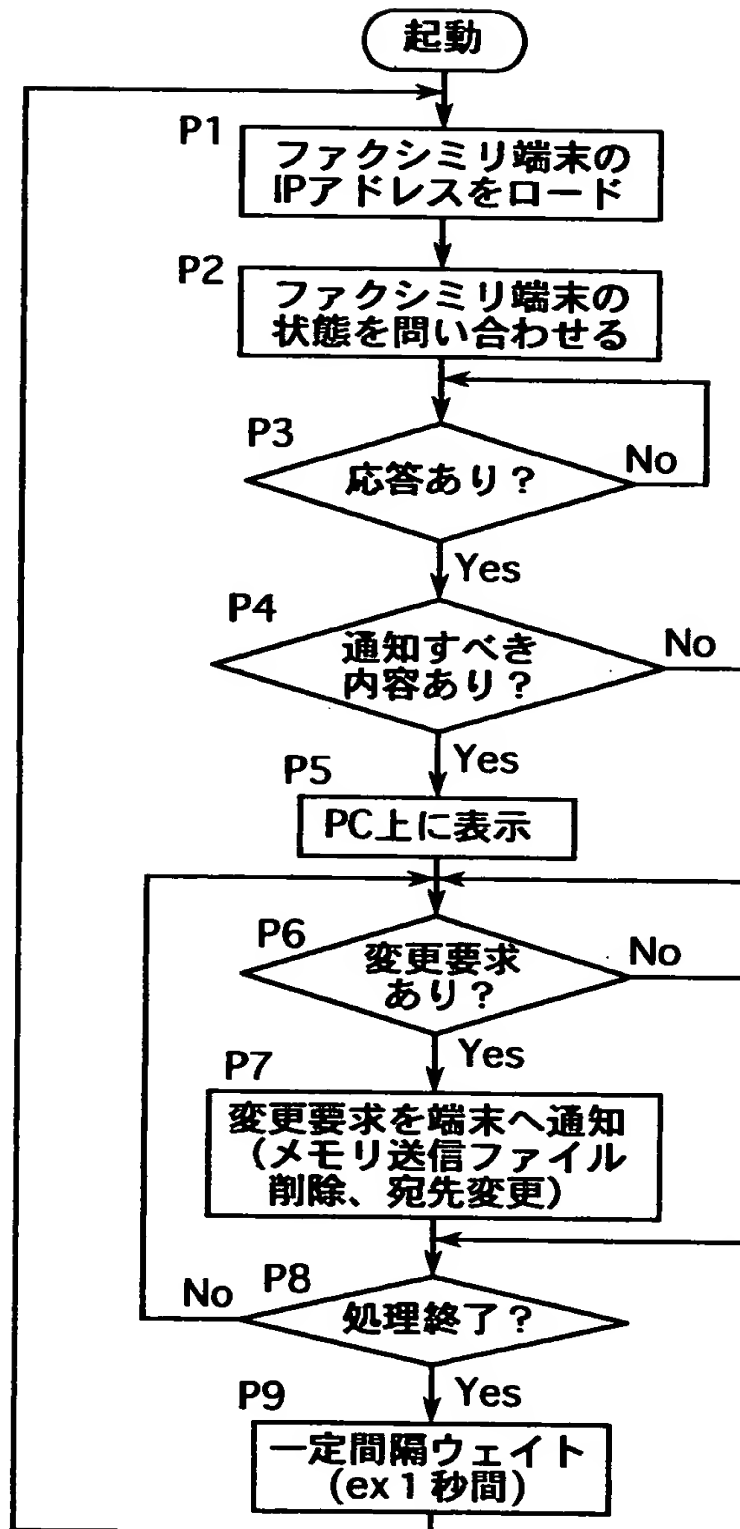 起動
P1
ファクシミリ端末の
IPアドレスをロード
P2
ファクシミリ端末の
状態を問い合わせる
P3
応答あり?
No
Yes
P4
通知すべき
内容あり?
No
Yes
P5
PC上に表示
P6
変更要求
あり?
No
Yes
P7
変更要求を端末へ通知
(メモリ送信ファイル
削除、宛先変更)
P8
処理終了?
No
Yes
P9
一定間隔ウェイト
(ex1秒間)